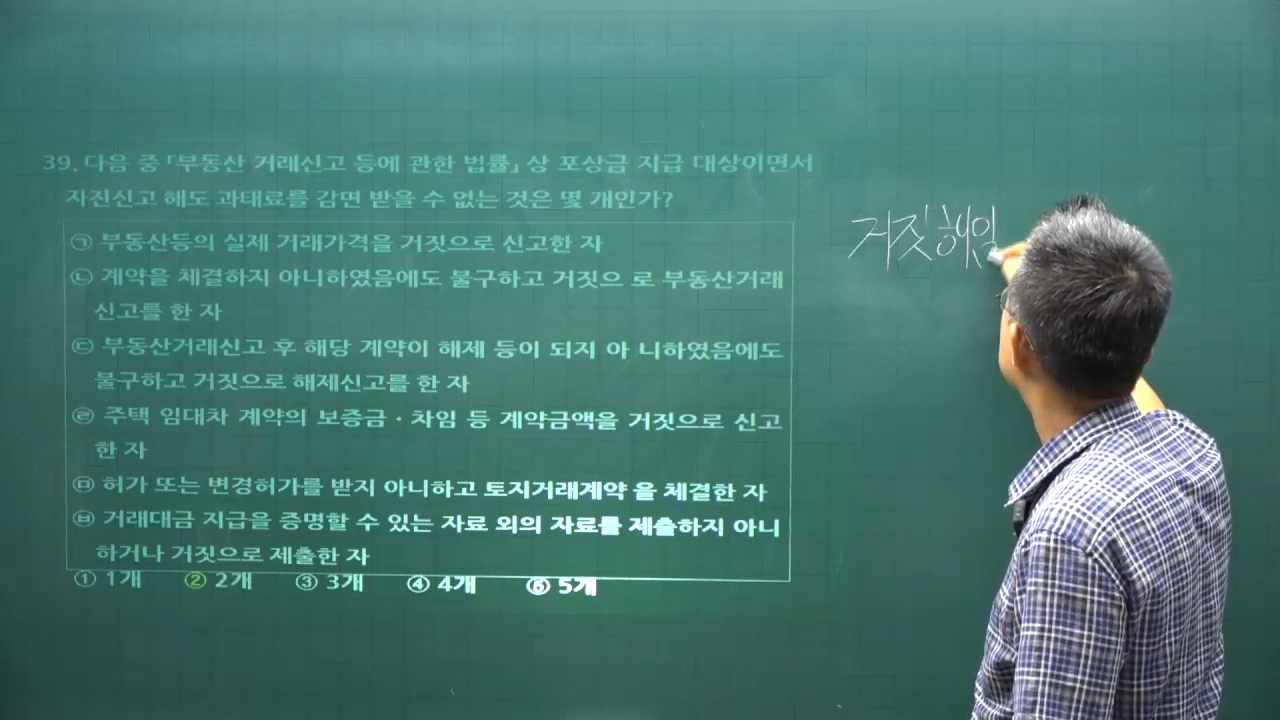 39. 다음 중 「부동산 거래신고 등에 관한 법률」 상 포상금 지급 대상이면서
자진신고 해도 과태료를 감면 받을 수 없는 것은 몇 개인가?
㉠ 부동산등의 실제 거래가격을 거짓으로 신고한 자
㉡ 계약을 체결하지 아니하였음에도 불구하고 거짓으 로 부동산거래
신고를 한 자
㉢ 부동산거래신고 후 해당 계약이 해제 등이 되지 아 니하였음에도
불구하고 거짓으로 해제신고를 한 자
㉣ 주택 임대차 계약의 보증금·차임 등 계약금액을 거짓으로 신고
한 자
㉤ 허가 또는 변경허가를 받지 아니하고 토지거래계약 을 체결한 자
㉥ 거래대금 지급을 증명할 수 있는 자료 외의 자료를 제출하지 아니
하거나 거짓으로 제출한 자
① 1개 ② 2개 ③ 3개 ④ 4개 ⑤ 5개
거짓해